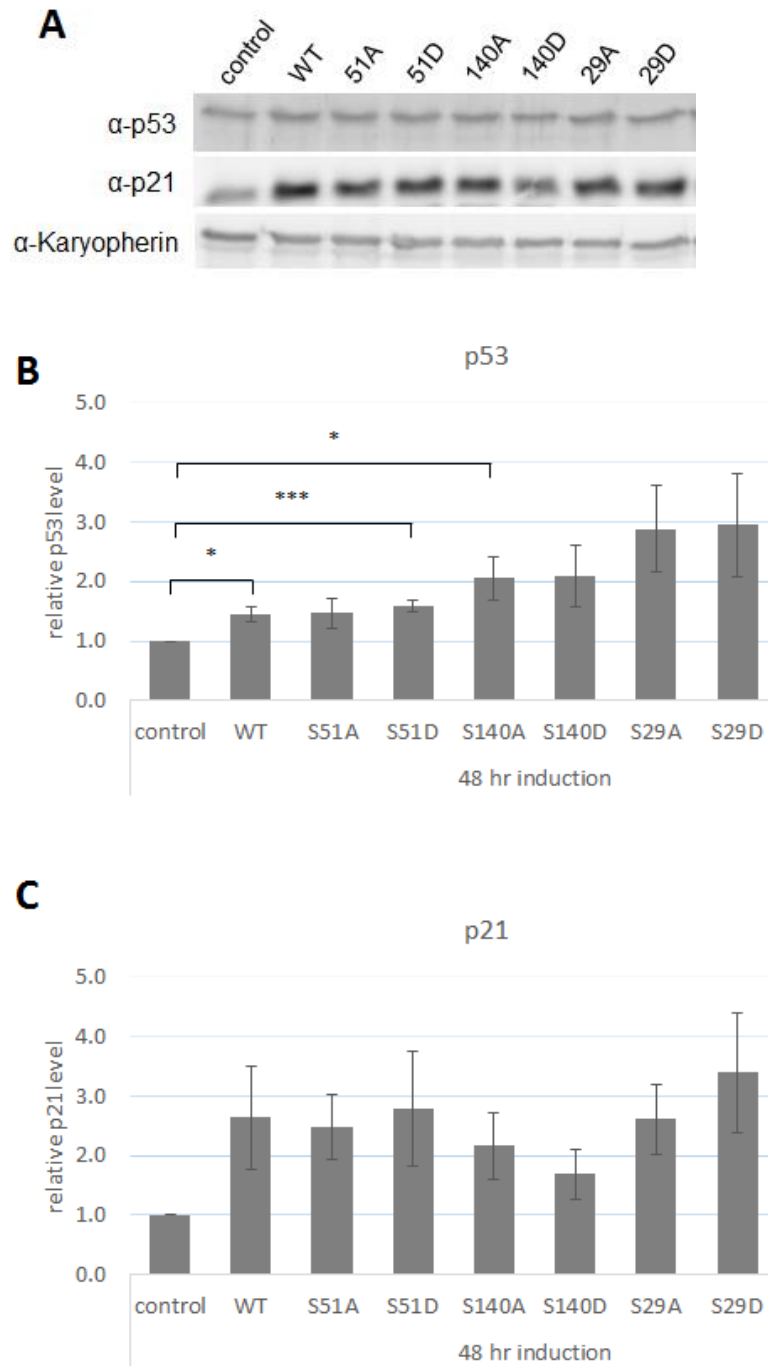 A
control WT 51A 51D 140A 140D 29A 29D
α-p53
α-p21
α-Karyopherin
B
p53
5.0
4.0
3.0
2.0
1.0
0.0
relative p53 level
*
***
*
control WT S51A S51D S140A S140D S29A S29D
48 hr induction
C
p21
5.0
4.0
3.0
2.0
1.0
0.0
relative p21 level
control WT S51A S51D S140A S140D S29A S29D
48 hr induction